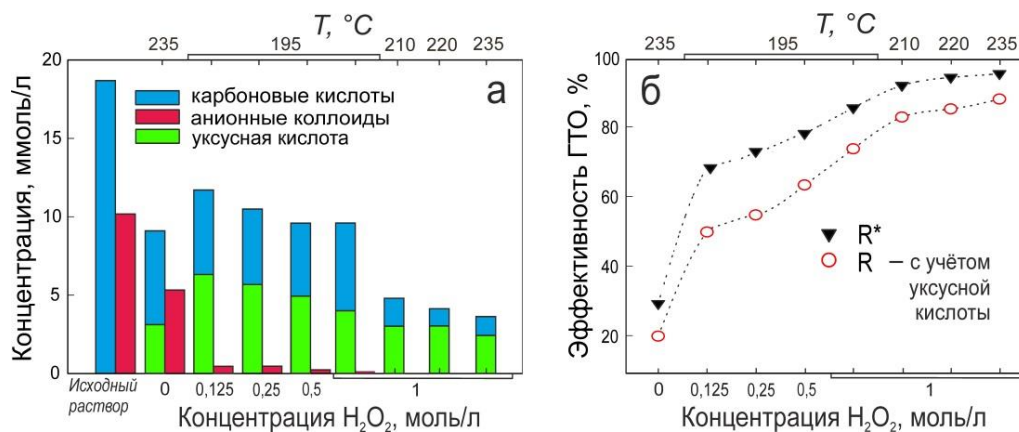 T, °C
235 195 210 220 235
20
15
10
5
0
Концентрация, ммоль/л
а
карбоновые кислоты
анионные коллоиды
уксусная кислота
Исходный
раствор
0 0,125 0,25 0,5 1
Концентрация H₂O₂, моль/л
T, °C
235 195 210 220 235
100
80
60
40
20
Эффективность ГТО, %
б
R*
R – с учётом
уксусной
кислоты
0 0,125 0,25 0,5 1
Концентрация H₂O₂, моль/л